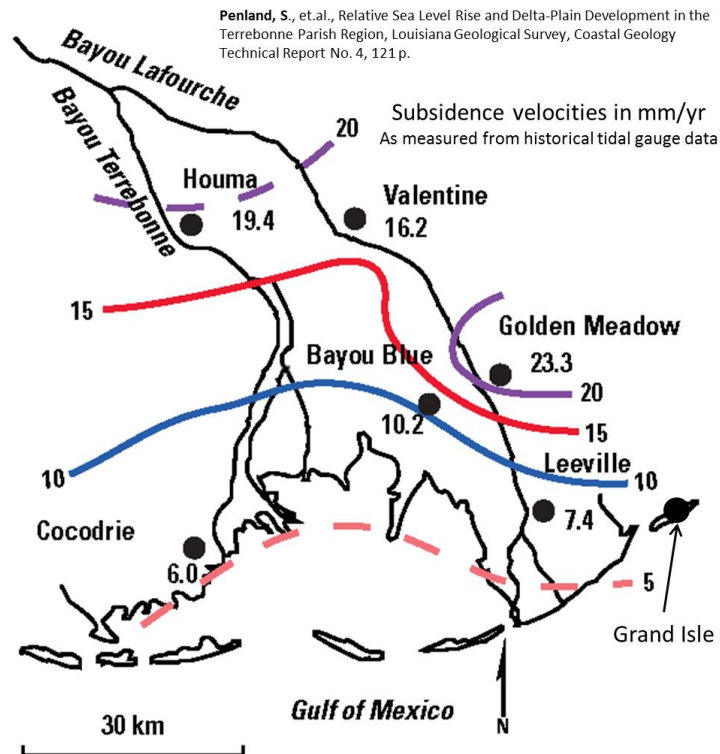 Penland, S., et.al., Relative Sea Level Rise and Delta-Plain Development in the
Terrebonne Parish Region, Louisiana Geological Survey, Coastal Geology
Technical Report No. 4, 121 p.
Bayou Lafourche
Bayou Terrebonne
Subsidence velocities in mm/yr
As measured from historical tidal gauge data
20
Houma
19.4
Valentine
16.2
15
Golden Meadow
23.3
20
Bayou Blue
10.2
15
10
Leeville
10
7.4
Cocodrie
6.0
5
Grand Isle
Gulf of Mexico
N
30 km